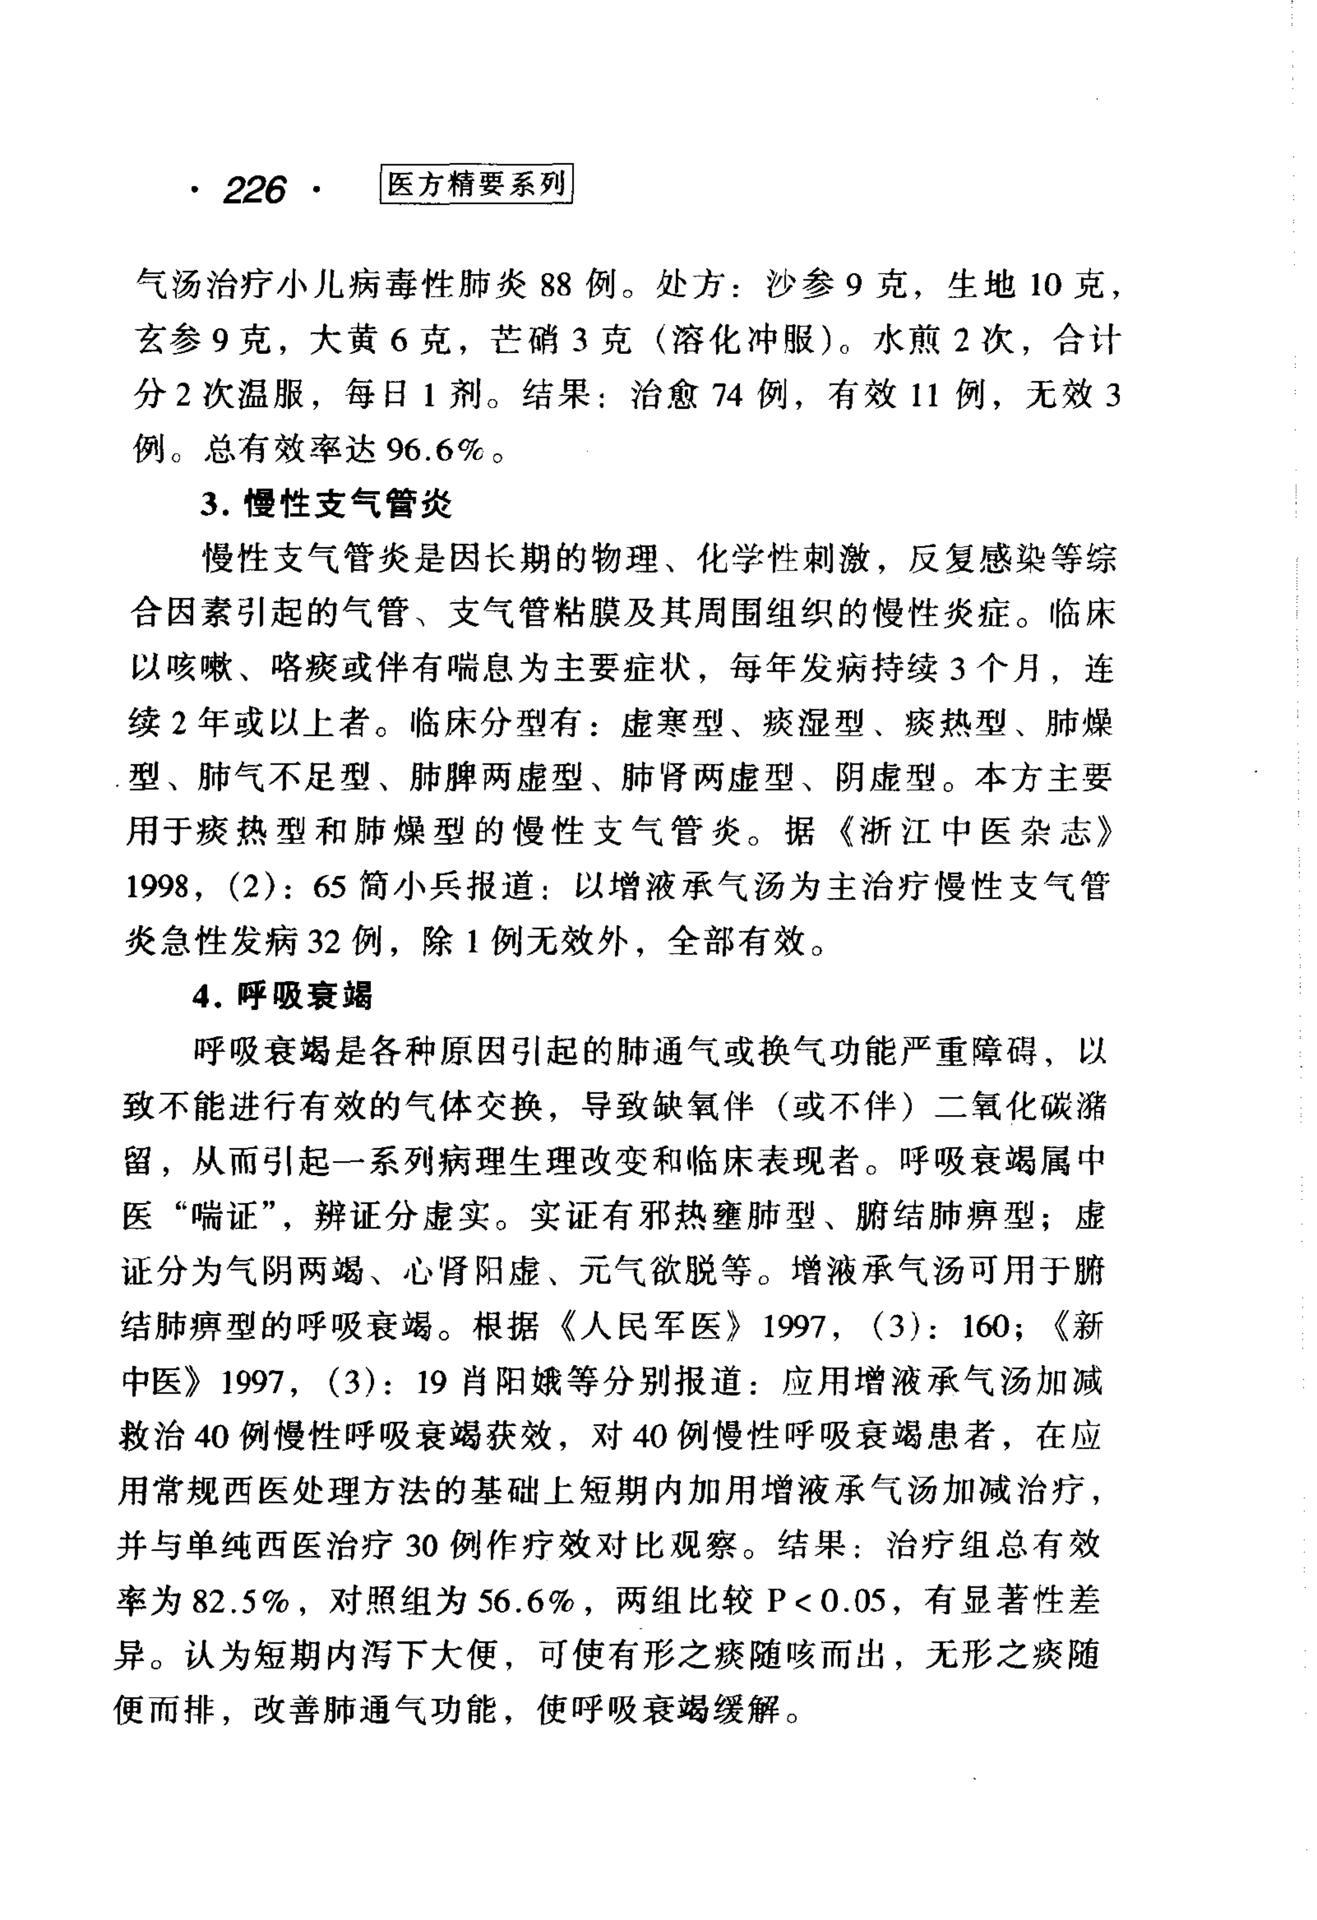 · 226 · 医方精要系列
气汤治疗小儿病毒性肺炎 88 例。处方：沙参 9 克，生地 10 克，
玄参 9 克，大黄 6 克，芒硝 3 克（溶化冲服）。水煎 2 次，合计
分 2 次温服，每日 1 剂。结果：治愈 74 例，有效 11 例，无效 3
例。总有效率达 96.6%。
3. 慢性支气管炎
慢性支气管炎是因长期的物理、化学性刺激，反复感染等综
合因素引起的气管、支气管粘膜及其周围组织的慢性炎症。临床
以咳嗽、咯痰或伴有喘息为主要症状，每年发病持续 3 个月，连
续 2 年或以上者。临床分型有：虚寒型、痰湿型、痰热型、肺燥
型、肺气不足型、肺脾两虚型、肺肾两虚型、阴虚型。本方主要
用于痰热型和肺燥型的慢性支气管炎。据《浙江中医杂志》
1998，（2）：65 简小兵报道：以增液承气汤为主治疗慢性支气管
炎急性发病 32 例，除 1 例无效外，全部有效。
4. 呼吸衰竭
呼吸衰竭是各种原因引起的肺通气或换气功能严重障碍，以
致不能进行有效的气体交换，导致缺氧伴（或不伴）二氧化碳潴
留，从而引起一系列病理生理改变和临床表现者。呼吸衰竭属中
医“喘证”，辨证分虚实。实证有邪热壅肺型、腑结肺痹型；虚
证分为气阴两竭、心肾阳虚、元气欲脱等。增液承气汤可用于腑
结肺痹型的呼吸衰竭。根据《人民军医》1997，（3）：160；《新
中医》1997，（3）：19 肖阳娥等分别报道：应用增液承气汤加减
救治 40 例慢性呼吸衰竭获效，对 40 例慢性呼吸衰竭患者，在应
用常规西医处理方法的基础上短期内加用增液承气汤加减治疗，
并与单纯西医治疗 30 例作疗效对比观察。结果：治疗组总有效
率为 82.5%，对照组为 56.6%，两组比较 P<0.05，有显著性差
异。认为短期内泻下大便，可使有形之痰随咳而出，无形之痰随
便而排，改善肺通气功能，使呼吸衰竭缓解。